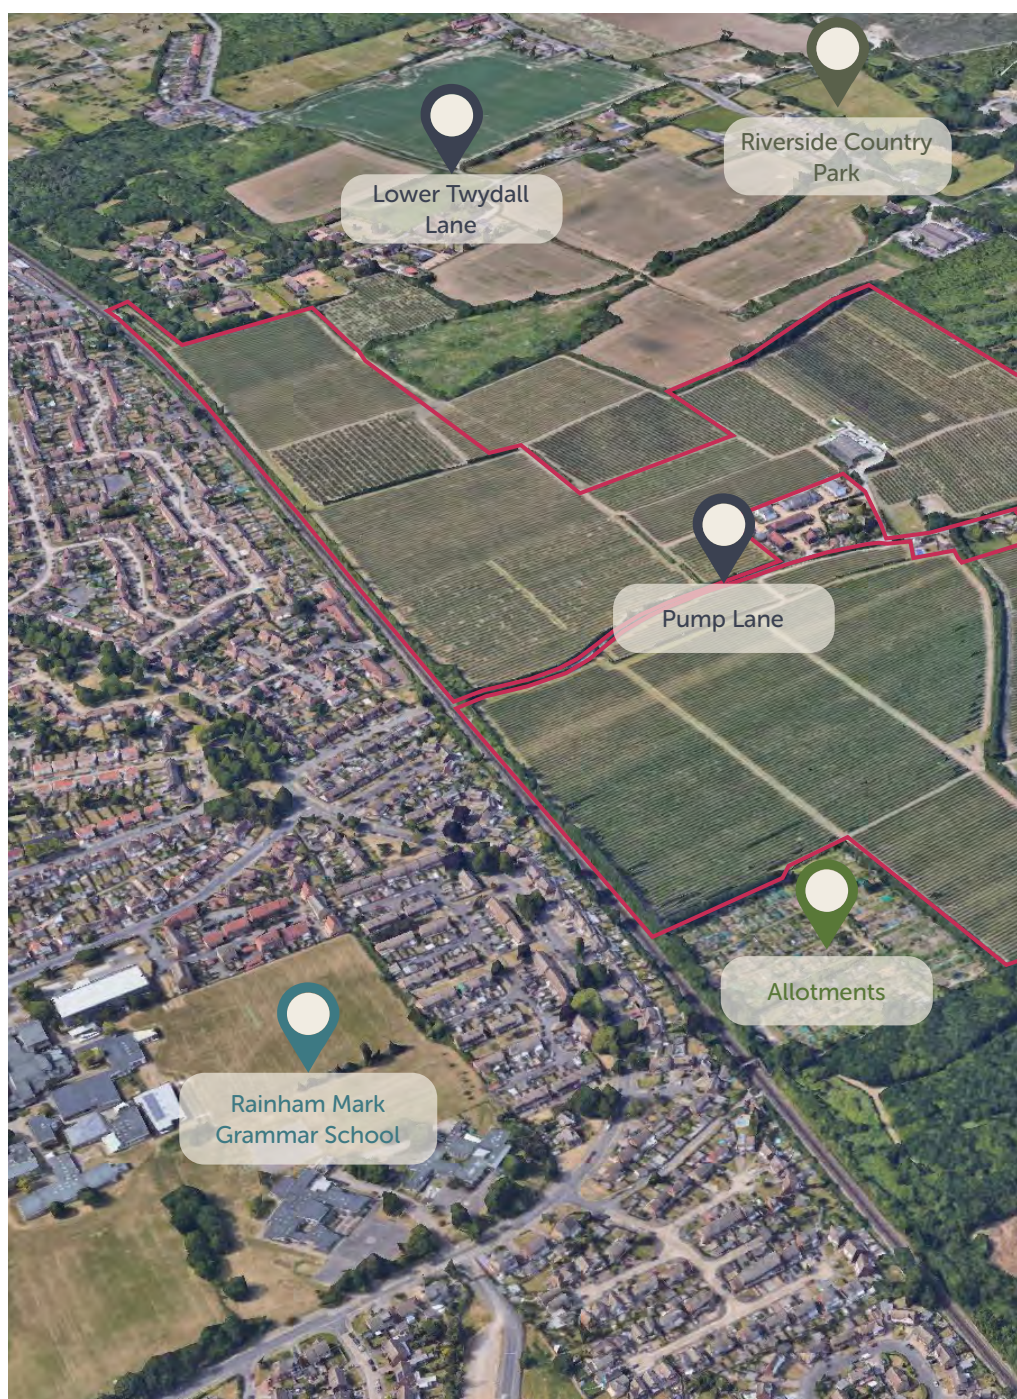 Riverside Country
Park
Lower Twydall
Lane
Pump Lane
Allotments
Rainham Mark
Grammar School